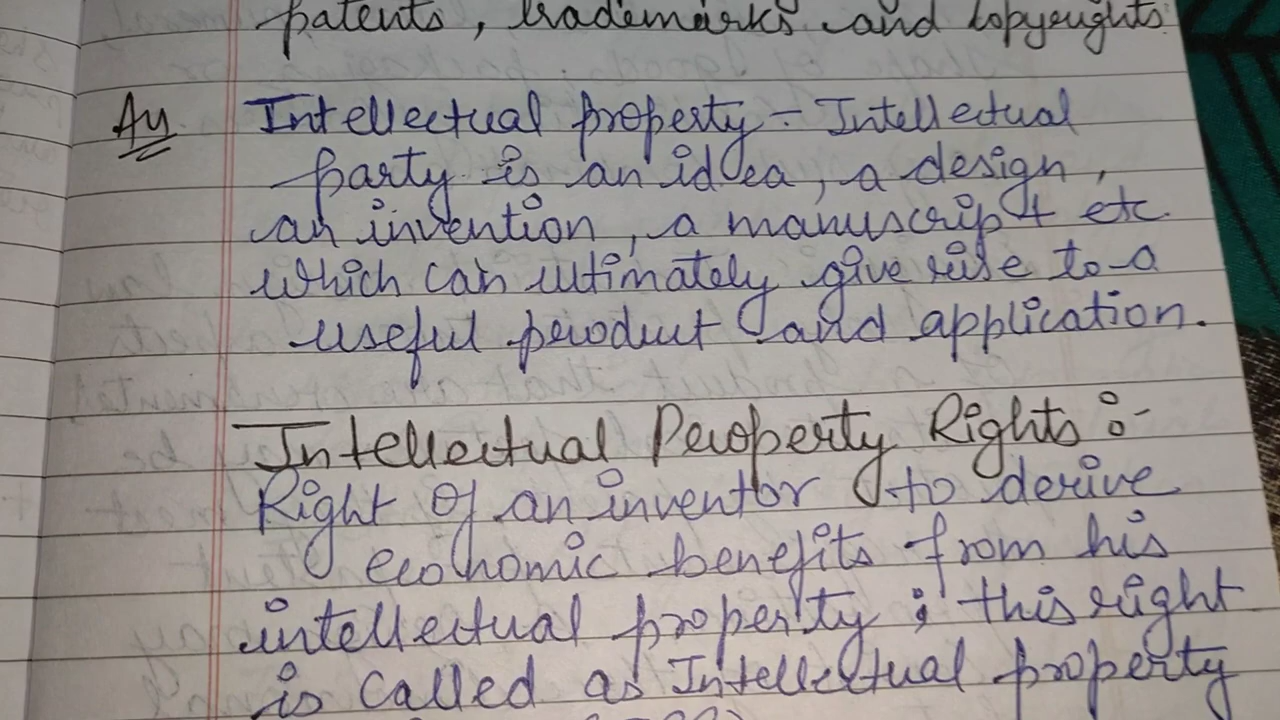 patents, trademarks and copyrights.
Ay Intellectual property - Intellectual
party is an idea, a design,
an invention, a manuscript etc.
which can ultimately give rise to a
useful product and application.
Intellectual Property Rights :-
Right of an inventor to derive
economic benefits from his
intellectual property ; this right
is called as Intellectual property